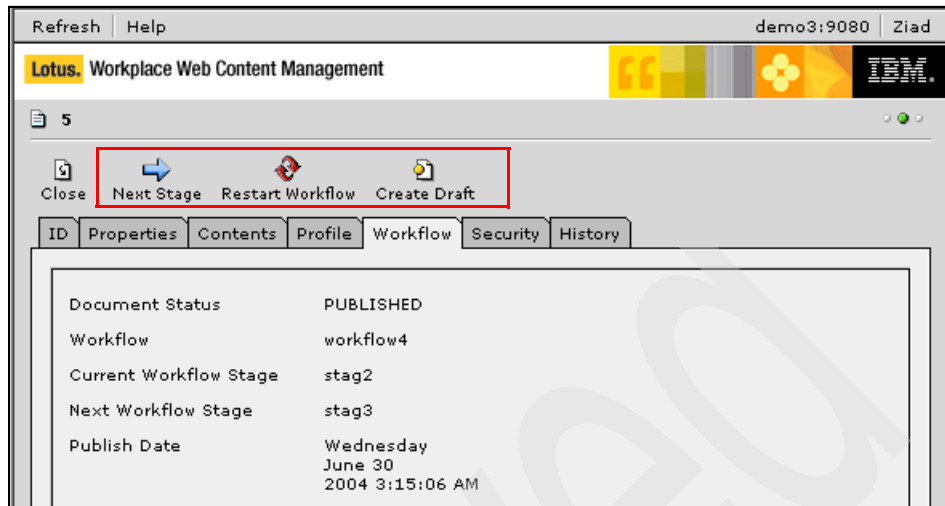 Refresh Help demo3:9080 Ziad
Lotus. Workplace Web Content Management IBM.
5
Close Next Stage Restart Workflow Create Draft
ID Properties Contents Profile Workflow Security History
Document Status PUBLISHED
Workflow workflow4
Current Workflow Stage stag2
Next Workflow Stage stag3
Publish Date Wednesday
June 30
2004 3:15:06 AM